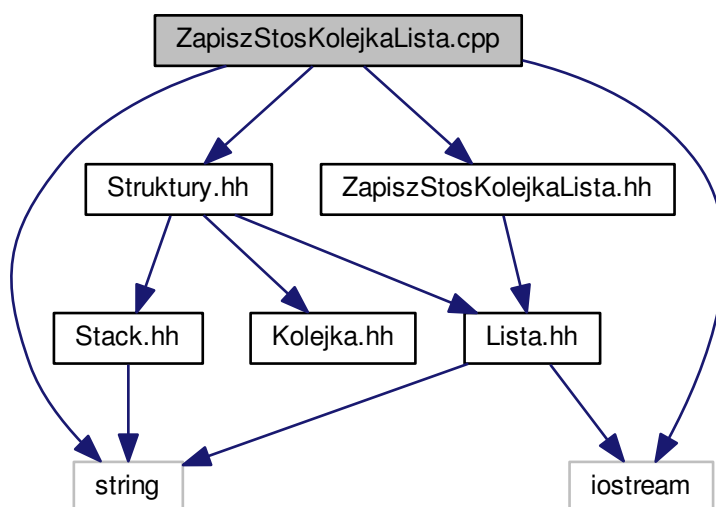 ZapiszStosKolejkaLista.cpp
Struktury.hh
ZapiszStosKolejkaLista.hh
Stack.hh
Kolejka.hh
Lista.hh
string
iostream